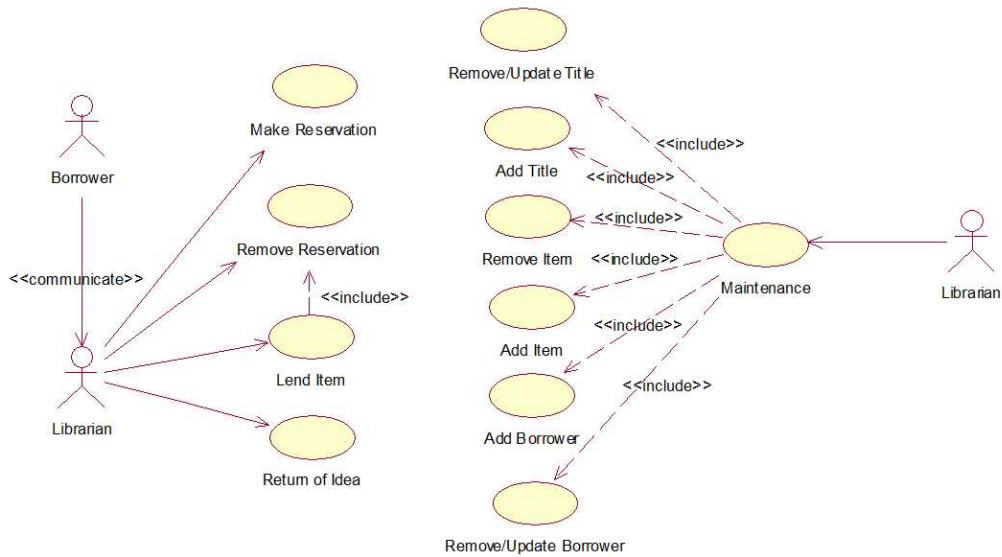 Remove/Update Title
Make Reservation
<<include>>
Borrower
Add Title
<<include>>
<<include>>
Remove Reservation
Remove Item
<<communicate>>
<<include>>
<<include>>
Maintenance
Librarian
<<include>>
Add Item
Lend Item
<<include>>
Librarian
Add Borrower
Return of Idea
Remove/Update Borrower